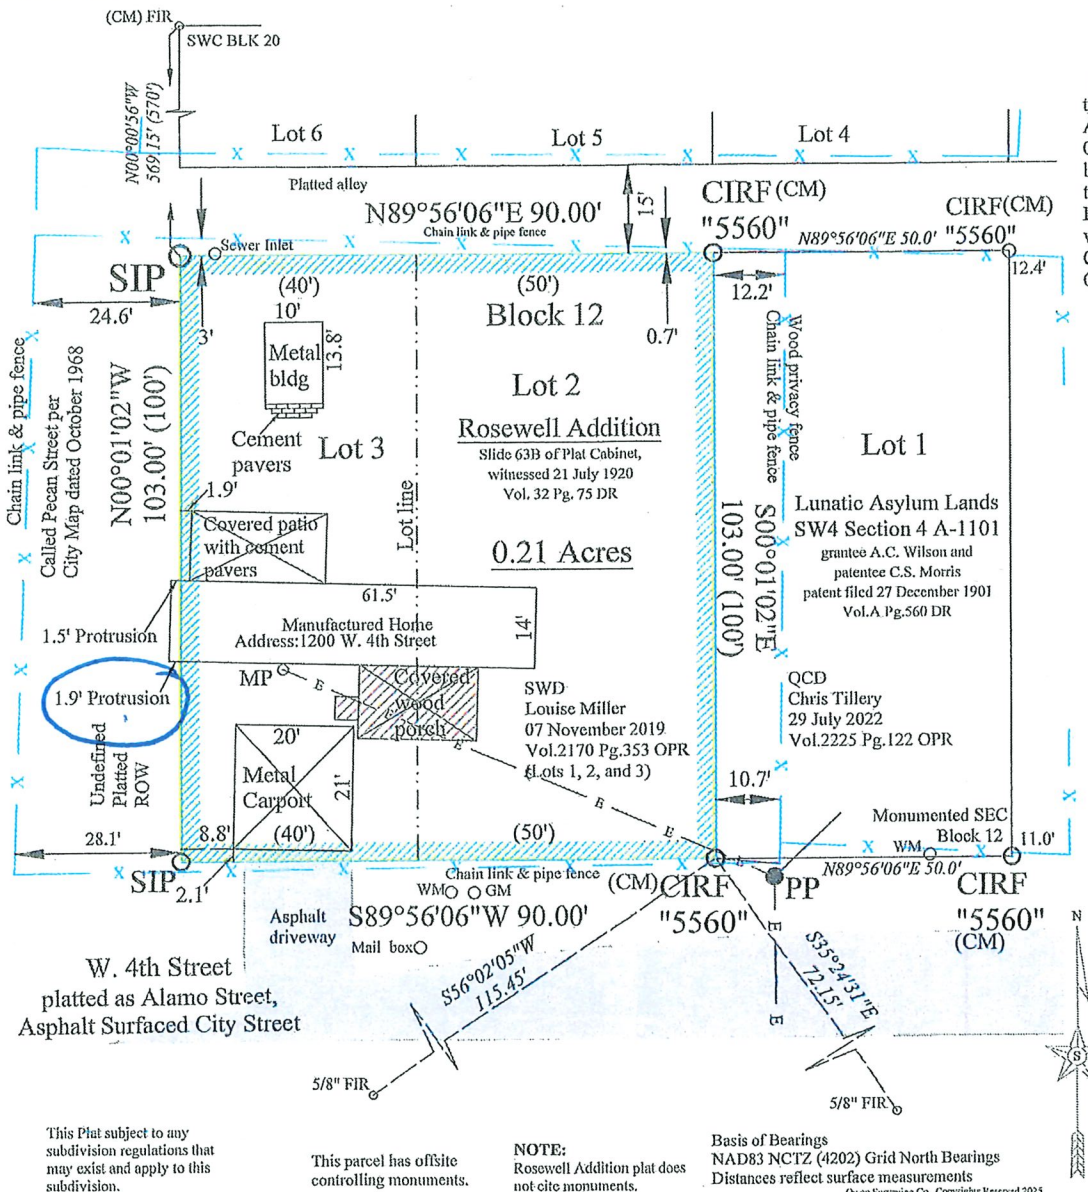 (CM) FIR
SWC BLK 20
N00°00'56"W
569.15' (570')
Lot 6
Lot 5
Lot 4
Platted alley
N89°56'06"E 90.00'
Chain link & pipe fence
15'
CIRF (CM)
"5560"
CIRF(CM)
"5560"
N89°56'06"E 50.0'
Sewer Inlet
SIP
24.6'
3'
(40')
(50')
0.7'
12.2'
12.4'
10'
13.8'
Metal
bldg
Cement
pavers
Block 12
Lot 2
Rosewell Addition
Slide 63B of Plat Cabinet,
witnessed 21 July 1920
Vol. 32 Pg. 75 DR
0.21 Acres
Lot 3
Lot line
Chain link & pipe fence
Called Pecan Street per
City Map dated October 1968
N00°01'02"W
103.00' (100')
Wood privacy fence
Chain link & pipe fence
S00°01'02"E
103.00' (100')
Lot 1
Lunatic Asylum Lands
SW4 Section 4 A-1101
grantee A.C. Wilson and
patentee C.S. Morris
patent filed 27 December 1901
Vol.A Pg.560 DR
1.9'
Covered patio
with cement
pavers
61.5'
Manufactured Home
Address:1200 W. 4th Street
14'
1.5' Protrusion
1.9' Protrusion
MP
Covered
wood
porch
SWD
Louise Miller
07 November 2019
Vol.2170 Pg.353 OPR
(Lots 1, 2, and 3)
QCD
Chris Tillery
29 July 2022
Vol.2225 Pg.122 OPR
Undefined
Platted
ROW
20'
21'
Metal
Carport
10.7'
Monumented SEC
Block 12
28.1'
8.8'
(40')
(50')
WM
11.0'
N89°56'06"E 50.0'
SIP
2.1'
Chain link & pipe fence
(CM)
CIRF
"5560"
PP
CIRF
"5560"
(CM)
WM
GM
S89°56'06"W 90.00'
Asphalt
driveway
Mail box
W. 4th Street
platted as Alamo Street,
Asphalt Surfaced City Street
S56°02'05"W
115.45'
S35°24'31"E
72.15'
5/8" FIR
5/8" FIR
N
S
This Plat subject to any
subdivision regulations that
may exist and apply to this
subdivision.
This parcel has offsite
controlling monuments.
NOTE:
Rosewell Addition plat does
not cite monuments.
Basis of Bearings
NAD83 NCTZ (4202) Grid North Bearings
Distances reflect surface measurements